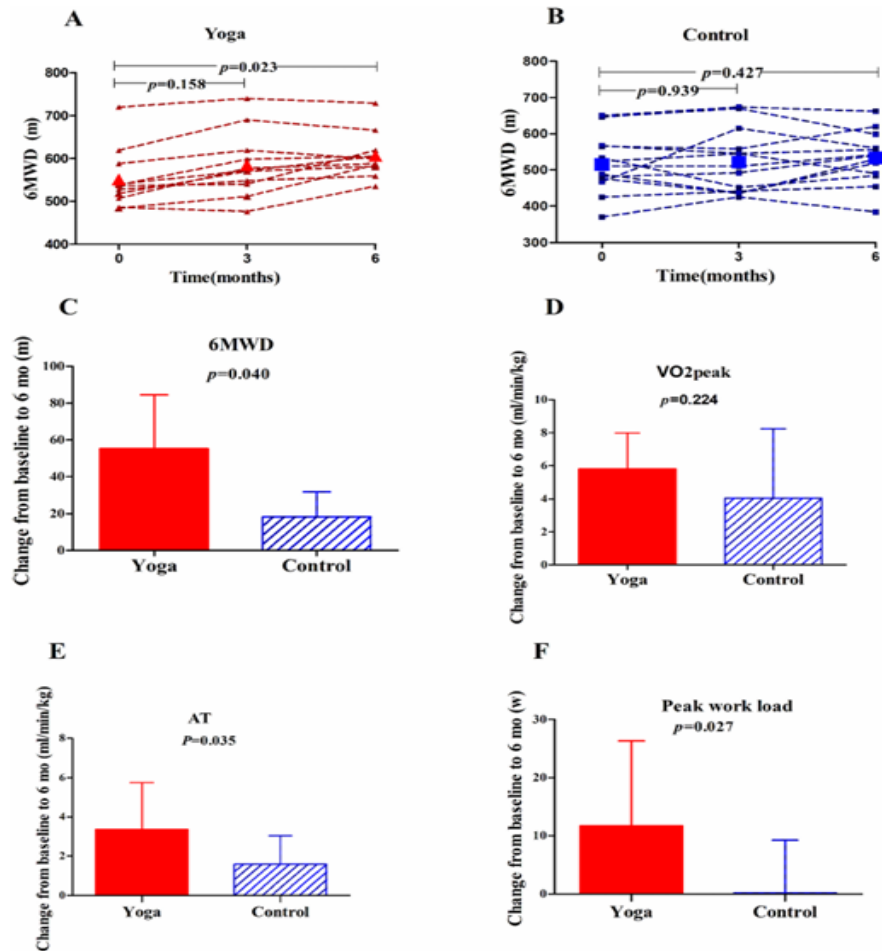 A
Yoga
p=0.023
p=0.158
800
700
600
500
400
6MWD (m)
0
3
6
Time(months)
B
Control
p=0.427
p=0.939
800
700
600
500
400
300
6MWD (m)
0
3
6
Time(months)
C
6MWD
p=0.040
100
80
60
40
20
0
Change from baseline to 6 mo (m)
Yoga
Control
D
VO2peak
p=0.224
10
8
6
4
2
0
Change from baseline to 6 mo (ml/min/kg)
Yoga
Control
E
AT
P=0.035
8
6
4
2
0
Change from baseline to 6 mo (ml/min/kg)
Yoga
Control
F
Peak work load
p=0.027
30
20
10
0
Change from baseline to 6 mo (w)
Yoga
Control